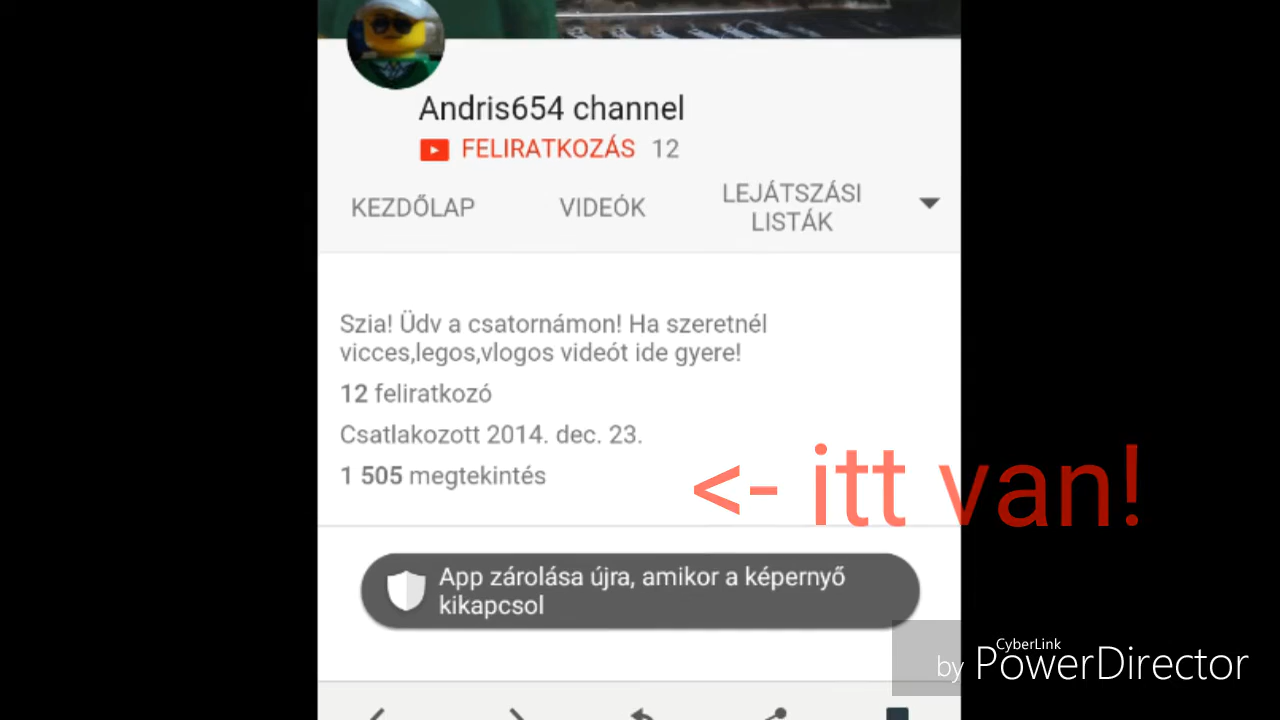 Andris654 channel
FELIRATKOZÁS 12
KEZDŐLAP
VIDEÓK
LEJÁTSZÁSI
LISTÁK
Szia! Üdv a csatornámon! Ha szeretnél
vicces,legos,vlogos videót ide gyere!
12 feliratkozó
Csatlakozott 2014. dec. 23.
1 505 megtekintés
<- itt van!
App zárolása újra, amikor a képernyő
kikapcsol
CyberLink
by PowerDirector